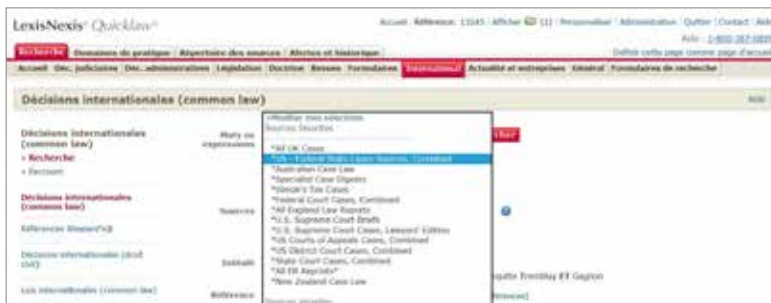 LexisNexis® Quicklaw®
Accueil Référence: 13045 Afficher (1) Personnaliser Administration Quitter Contact Aide
Aide : 1-800-387-0899
Définir cette page comme page d'accueil
Recherche Domaines de pratique Répertoire des sources Alertes et historique
Accueil Déc. judiciaires Déc. administratives Législation Doctrine Revues Formulaires International Actualité et entreprises Général Formulaires de recherche
Décisions internationales (common law)
Aide
Décisions internationales
(common law)
» Recherche
» Parcourir
Décisions internationales
(common law)
Références
Décisions internationales (droit
civil)
Lois internationales (common law)
Mots ou
expressions
Sources
Intitulé
Référence
»Modifier mes sélections
Sources favorites
*All UK Cases
*US - Federal State Cases Sources, Combined
*Australian Case Law
*Specialist Case Digests
*Simon's Tax Cases
*Federal Court Cases, Combined
*All England Law Reports
*U.S. Supreme Court Briefs
*U.S. Supreme Court Cases, Lawyers' Edition
*US Courts of Appeals Cases, Combined
*US District Court Cases, Combined
*State Court Cases, Combined
*All ER Reprints*
*New Zealand Case Law
Sources récentes
cher
Tremblay ET Gagnon